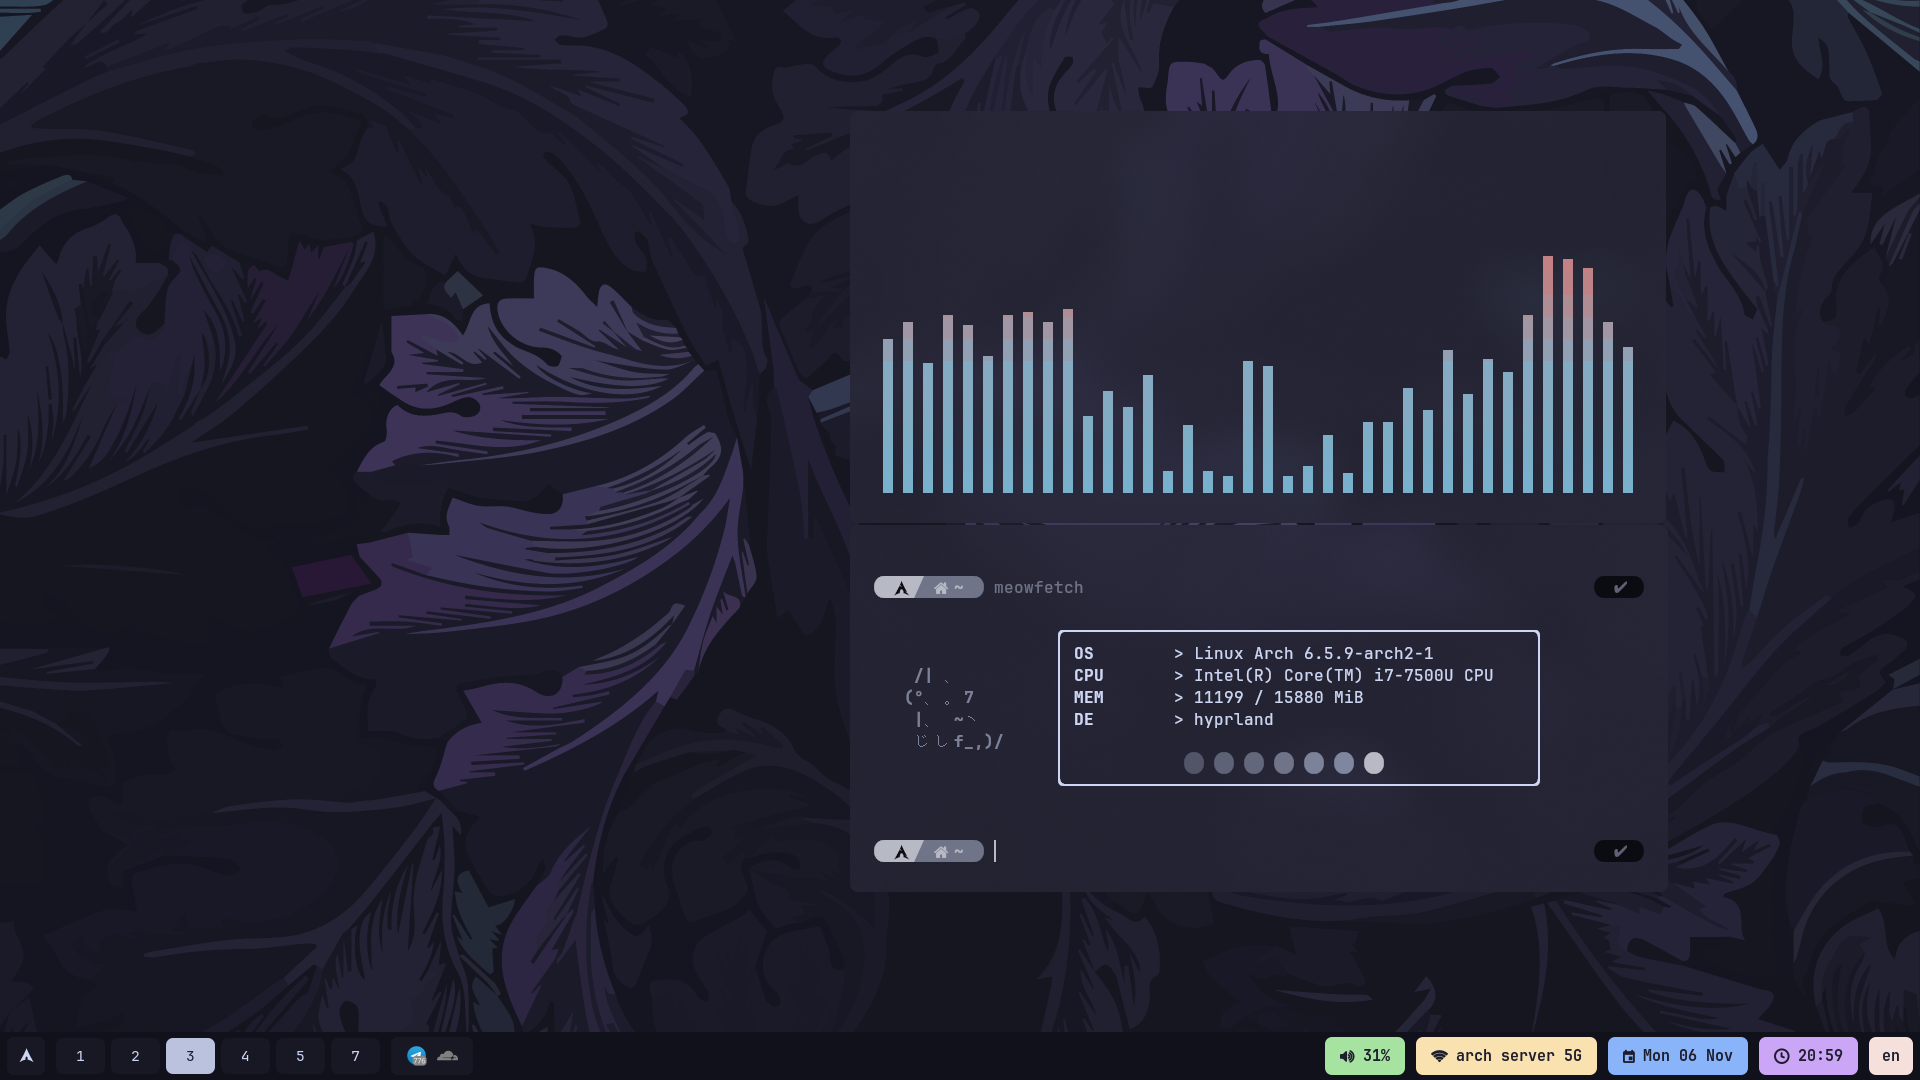 ~ meowfetch ✔
OS > Linux Arch 6.5.9-arch2-1
CPU > Intel(R) Core(TM) i7-7500U CPU
MEM > 11199 / 15880 MiB
DE > hyprland
/| 、
(°、 。 7
|、 ~ヽ
じしf_,)/
~ ✔
1 2 3 4 5 7 776 31% arch server 5G Mon 06 Nov 20:59 en